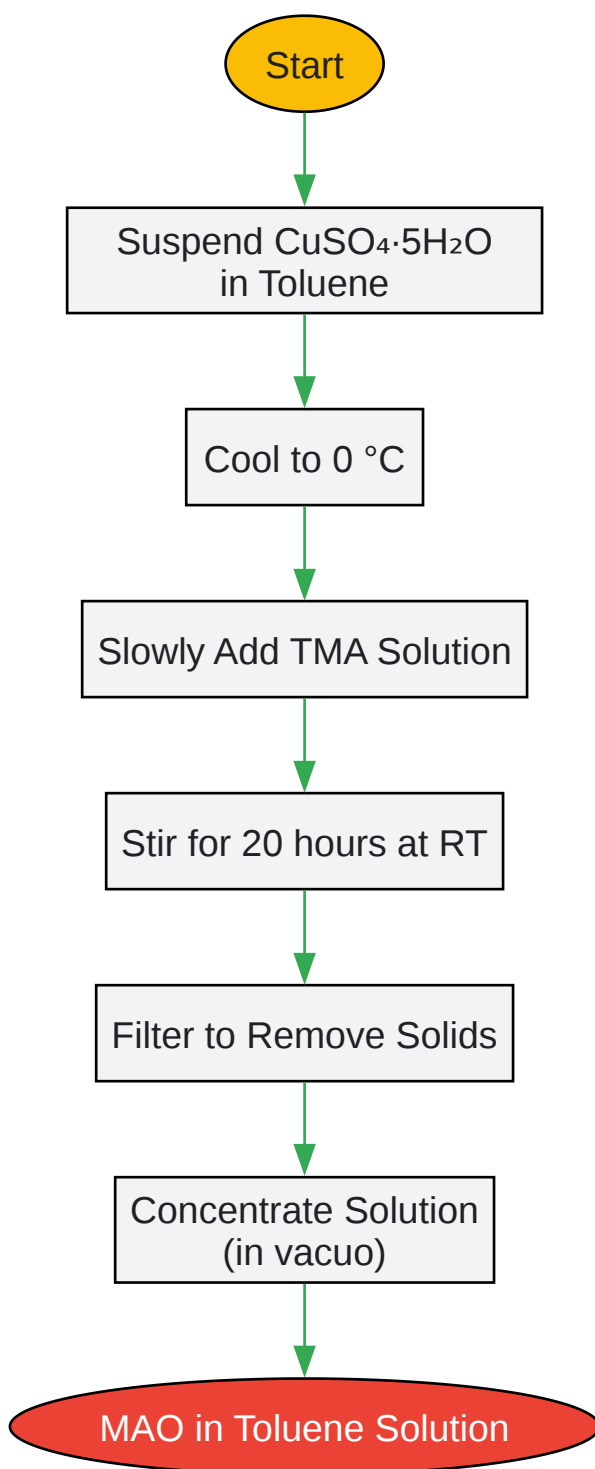 Start
Suspend CuSO₄·5H₂O
in Toluene
Cool to 0 °C
Slowly Add TMA Solution
Stir for 20 hours at RT
Filter to Remove Solids
Concentrate Solution
(in vacuo)
MAO in Toluene Solution